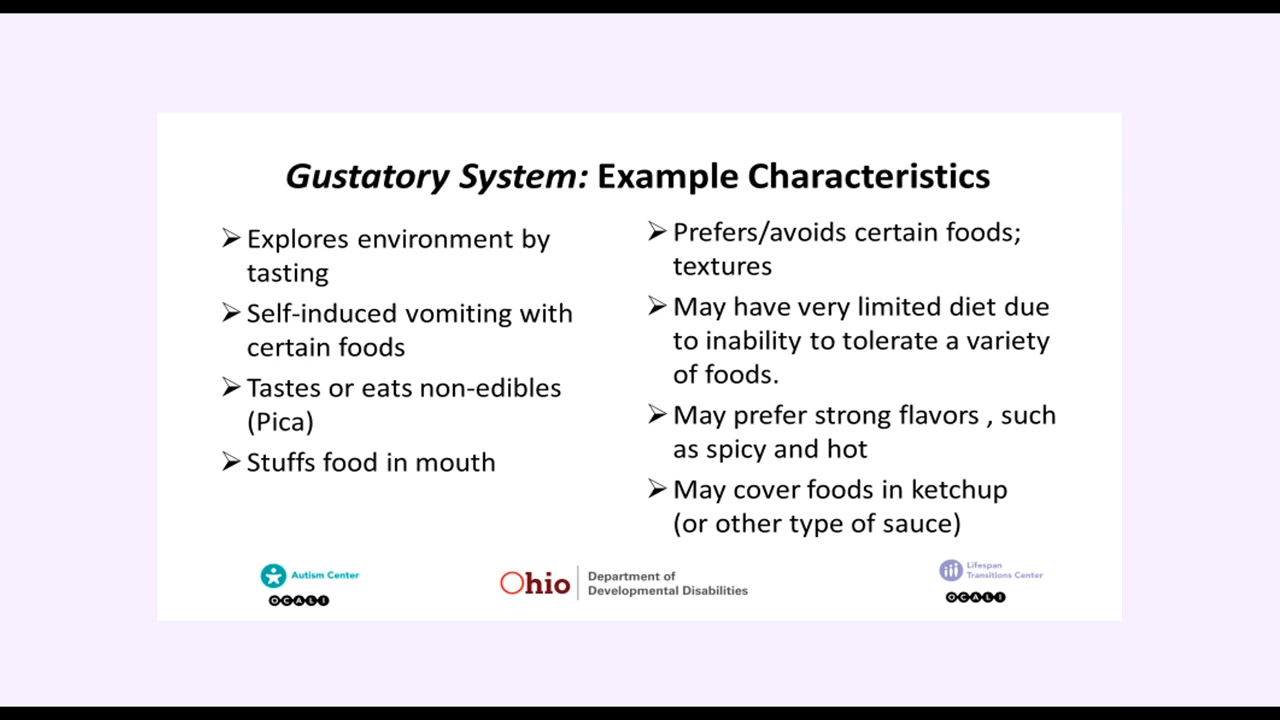 Gustatory System: Example Characteristics
➢ Explores environment by
tasting
➢ Self-induced vomiting with
certain foods
➢ Tastes or eats non-edibles
(Pica)
➢ Stuffs food in mouth
➢ Prefers/avoids certain foods;
textures
➢ May have very limited diet due
to inability to tolerate a variety
of foods.
➢ May prefer strong flavors , such
as spicy and hot
➢ May cover foods in ketchup
(or other type of sauce)
Autism Center
OCALI
Ohio
Department of
Developmental Disabilities
Lifespan
Transitions Center
OCALI